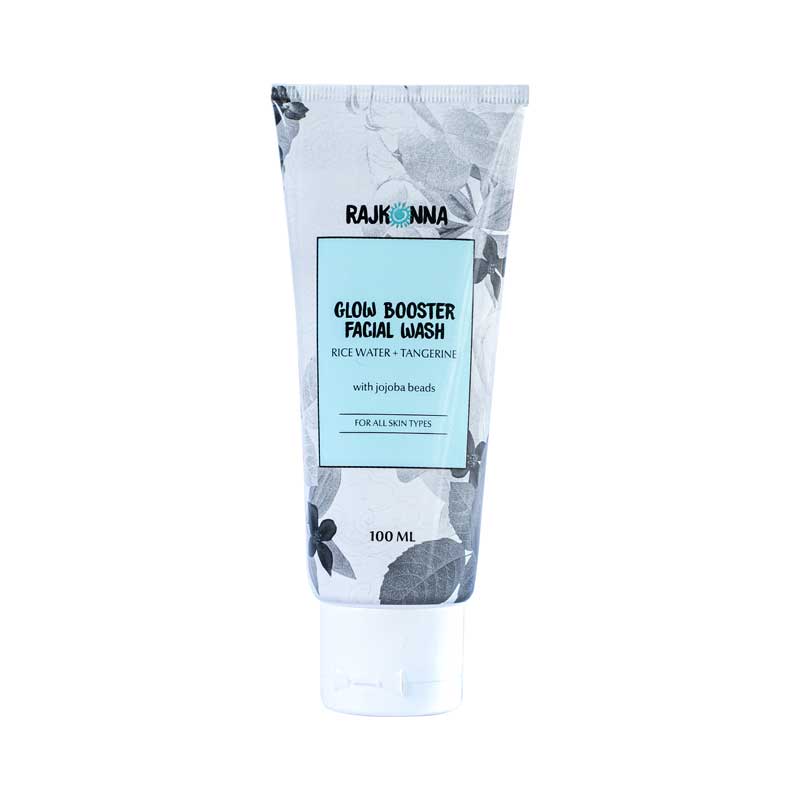 RAJKONNA
GLOW BOOSTER
FACIAL WASH
RICE WATER + TANGERINE
with jojoba beads
FOR ALL SKIN TYPES
100 ML